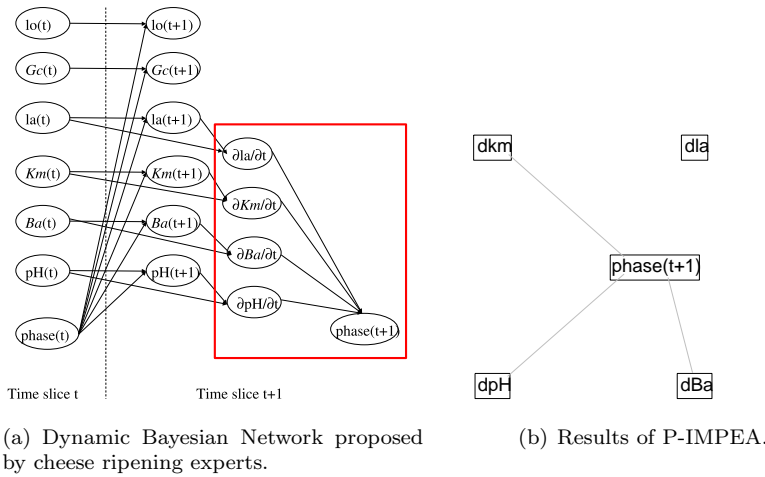 lo(t)
lo(t+1)
Gc(t)
Gc(t+1)
la(t)
la(t+1)
∂la/∂t
Km(t)
Km(t+1)
∂Km/∂t
Ba(t)
Ba(t+1)
∂Ba/∂t
pH(t)
pH(t+1)
∂pH/∂t
phase(t)
phase(t+1)
Time slice t
Time slice t+1
(a) Dynamic Bayesian Network proposed
by cheese ripening experts.
dkm
dla
phase(t+1)
dpH
dBa
(b) Results of P-IMPEA.